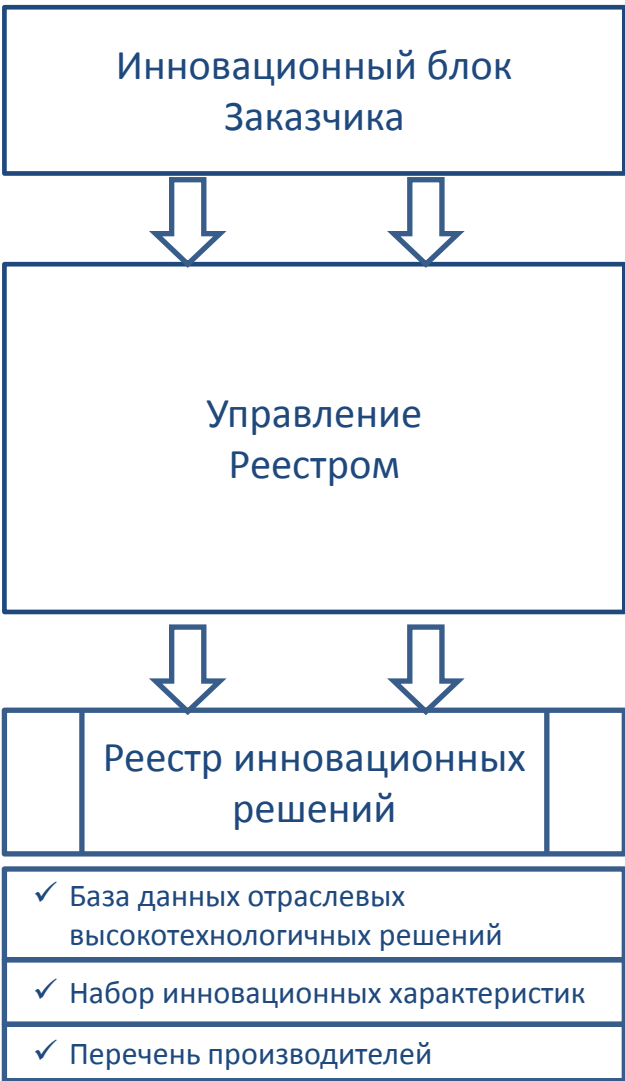 Инновационный блок
Заказчика
Управление
Реестром
Реестр инновационных
решений
✓ База данных отраслевых
высокотехнологичных решений
✓ Набор инновационных характеристик
✓ Перечень производителей